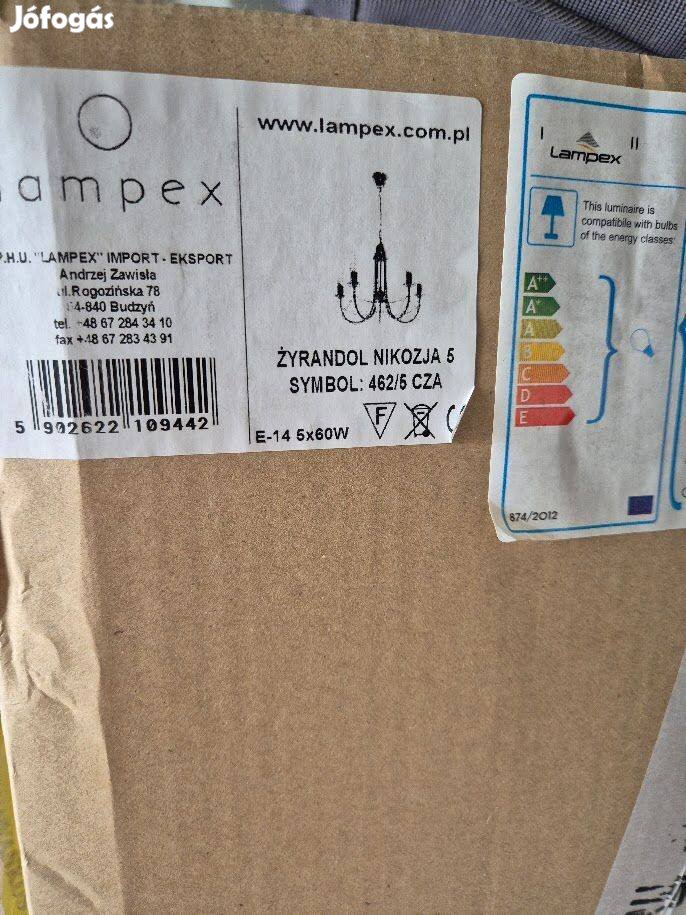 Jófogás
ampex
P.H.U. "LAMPEX" IMPORT - EKSPORT
Andrzej Zawisła
ul.Rogozińska 78
64-840 Budzyń
tel. +48 67 284 34 10
fax +48 67 283 43 91
5 902622 109442
www.lampex.com.pl
ŻYRANDOL NIKOZJA 5
SYMBOL: 462/5 CZA
E-14 5x60W
F
I
II
Lampex
This luminaire is
compatibile with bulbs
of the energy classes:
A++
A+
A
B
C
D
E
874/2012